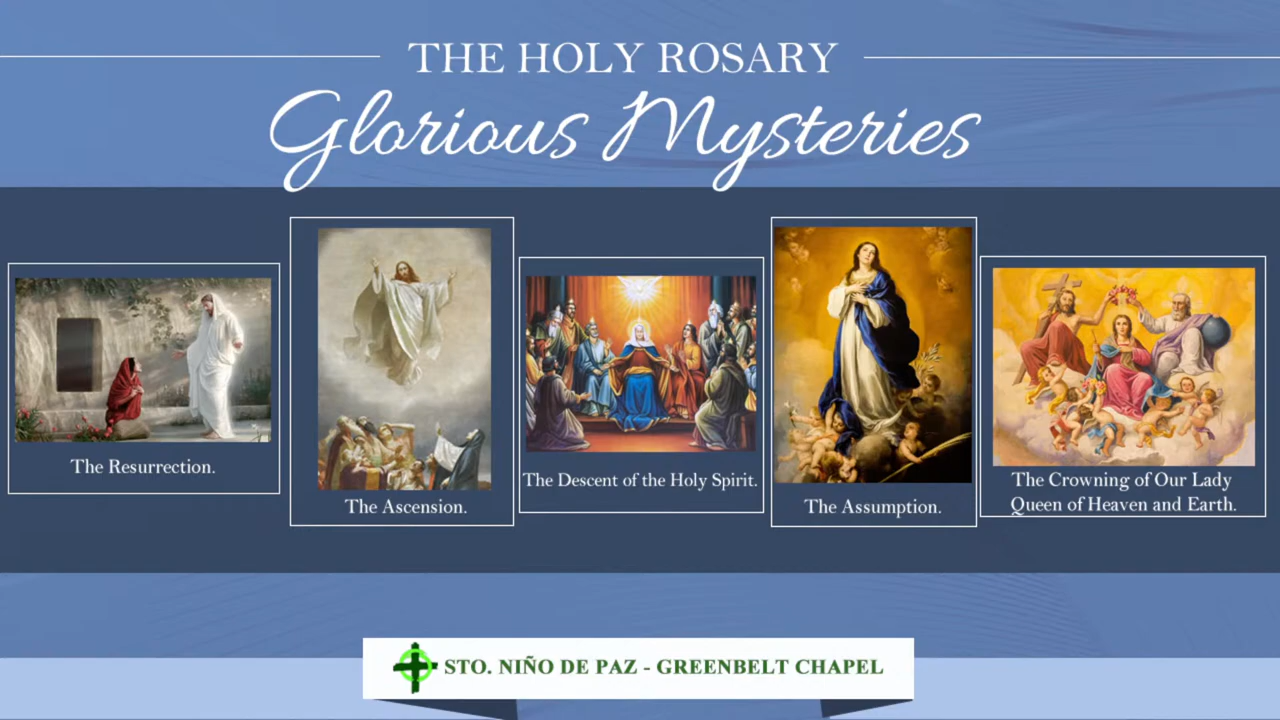 THE HOLY ROSARY
Glorious Mysteries
The Resurrection.
The Ascension.
The Descent of the Holy Spirit.
The Assumption.
The Crowning of Our Lady
Queen of Heaven and Earth.
STO. NIÑO DE PAZ - GREENBELT CHAPEL